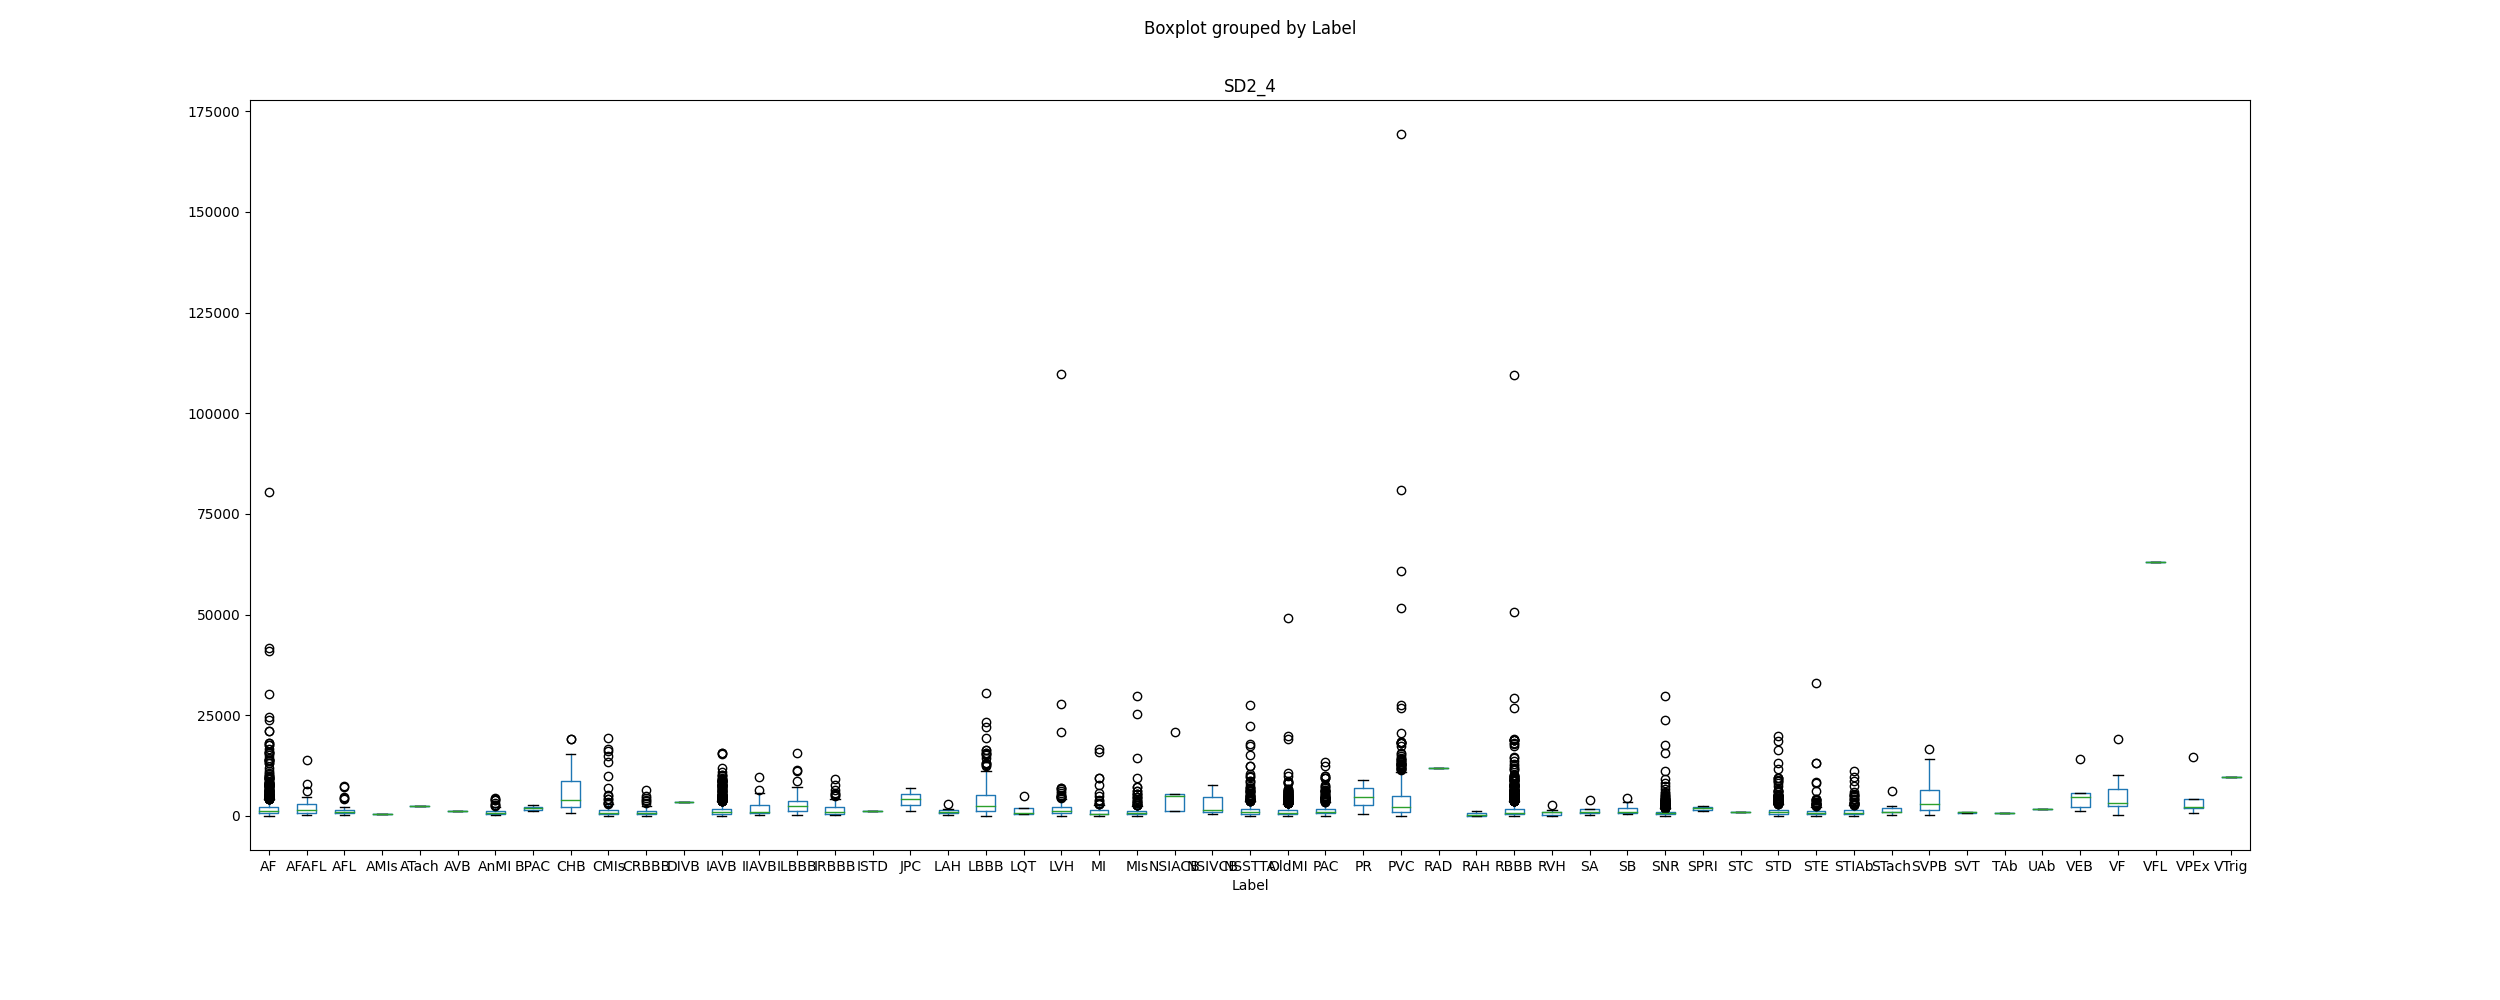 Boxplot grouped by Label
SD2_4
175000
150000
125000
100000
75000
50000
25000
0
AF AFAFL AFL AMIs ATach AVB AnMI BPAC CHB CMIs CRBBB DIVB IAVB IIAVB ILBBB IRBBB ISTD JPC LAH LBBB LQT LVH MI MIs NSIACB NSIVCB NSSTTA OldMI PAC PR PVC RAD RAH RBBB RVH SA SB SNR SPRI STC STD STE STIAb STach SVPB SVT TAb UAb VEB VF VFL VPEx VTrig
Label